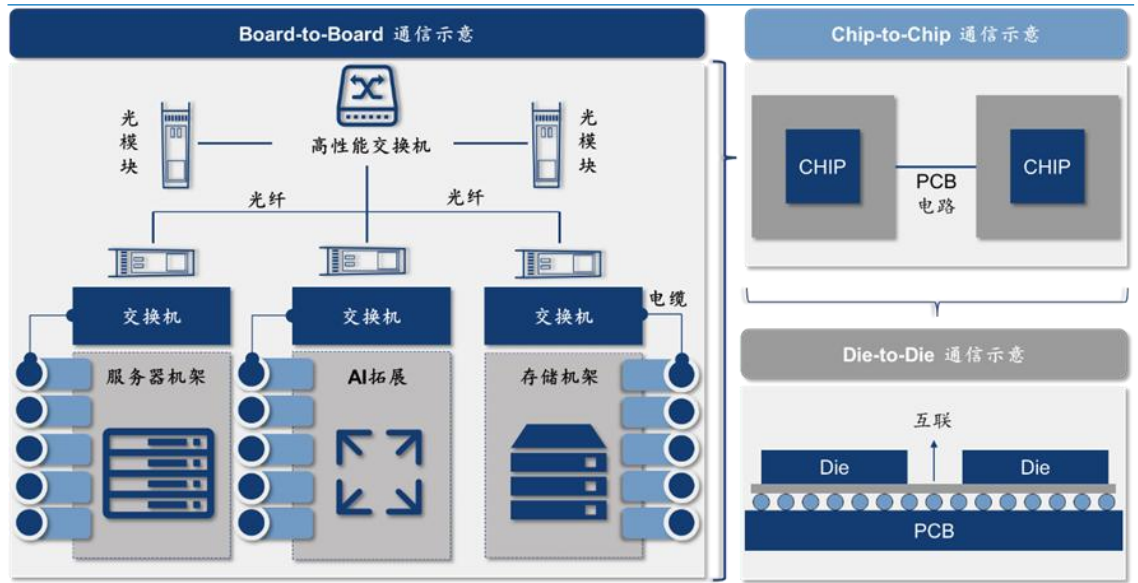 Board-to-Board 通信示意
光模块
高性能交换机
光模块
光纤
光纤
交换机
交换机
交换机
电缆
服务器机架
AI拓展
存储机架
Chip-to-Chip 通信示意
CHIP
PCB
电路
CHIP
Die-to-Die 通信示意
互联
Die
Die
PCB